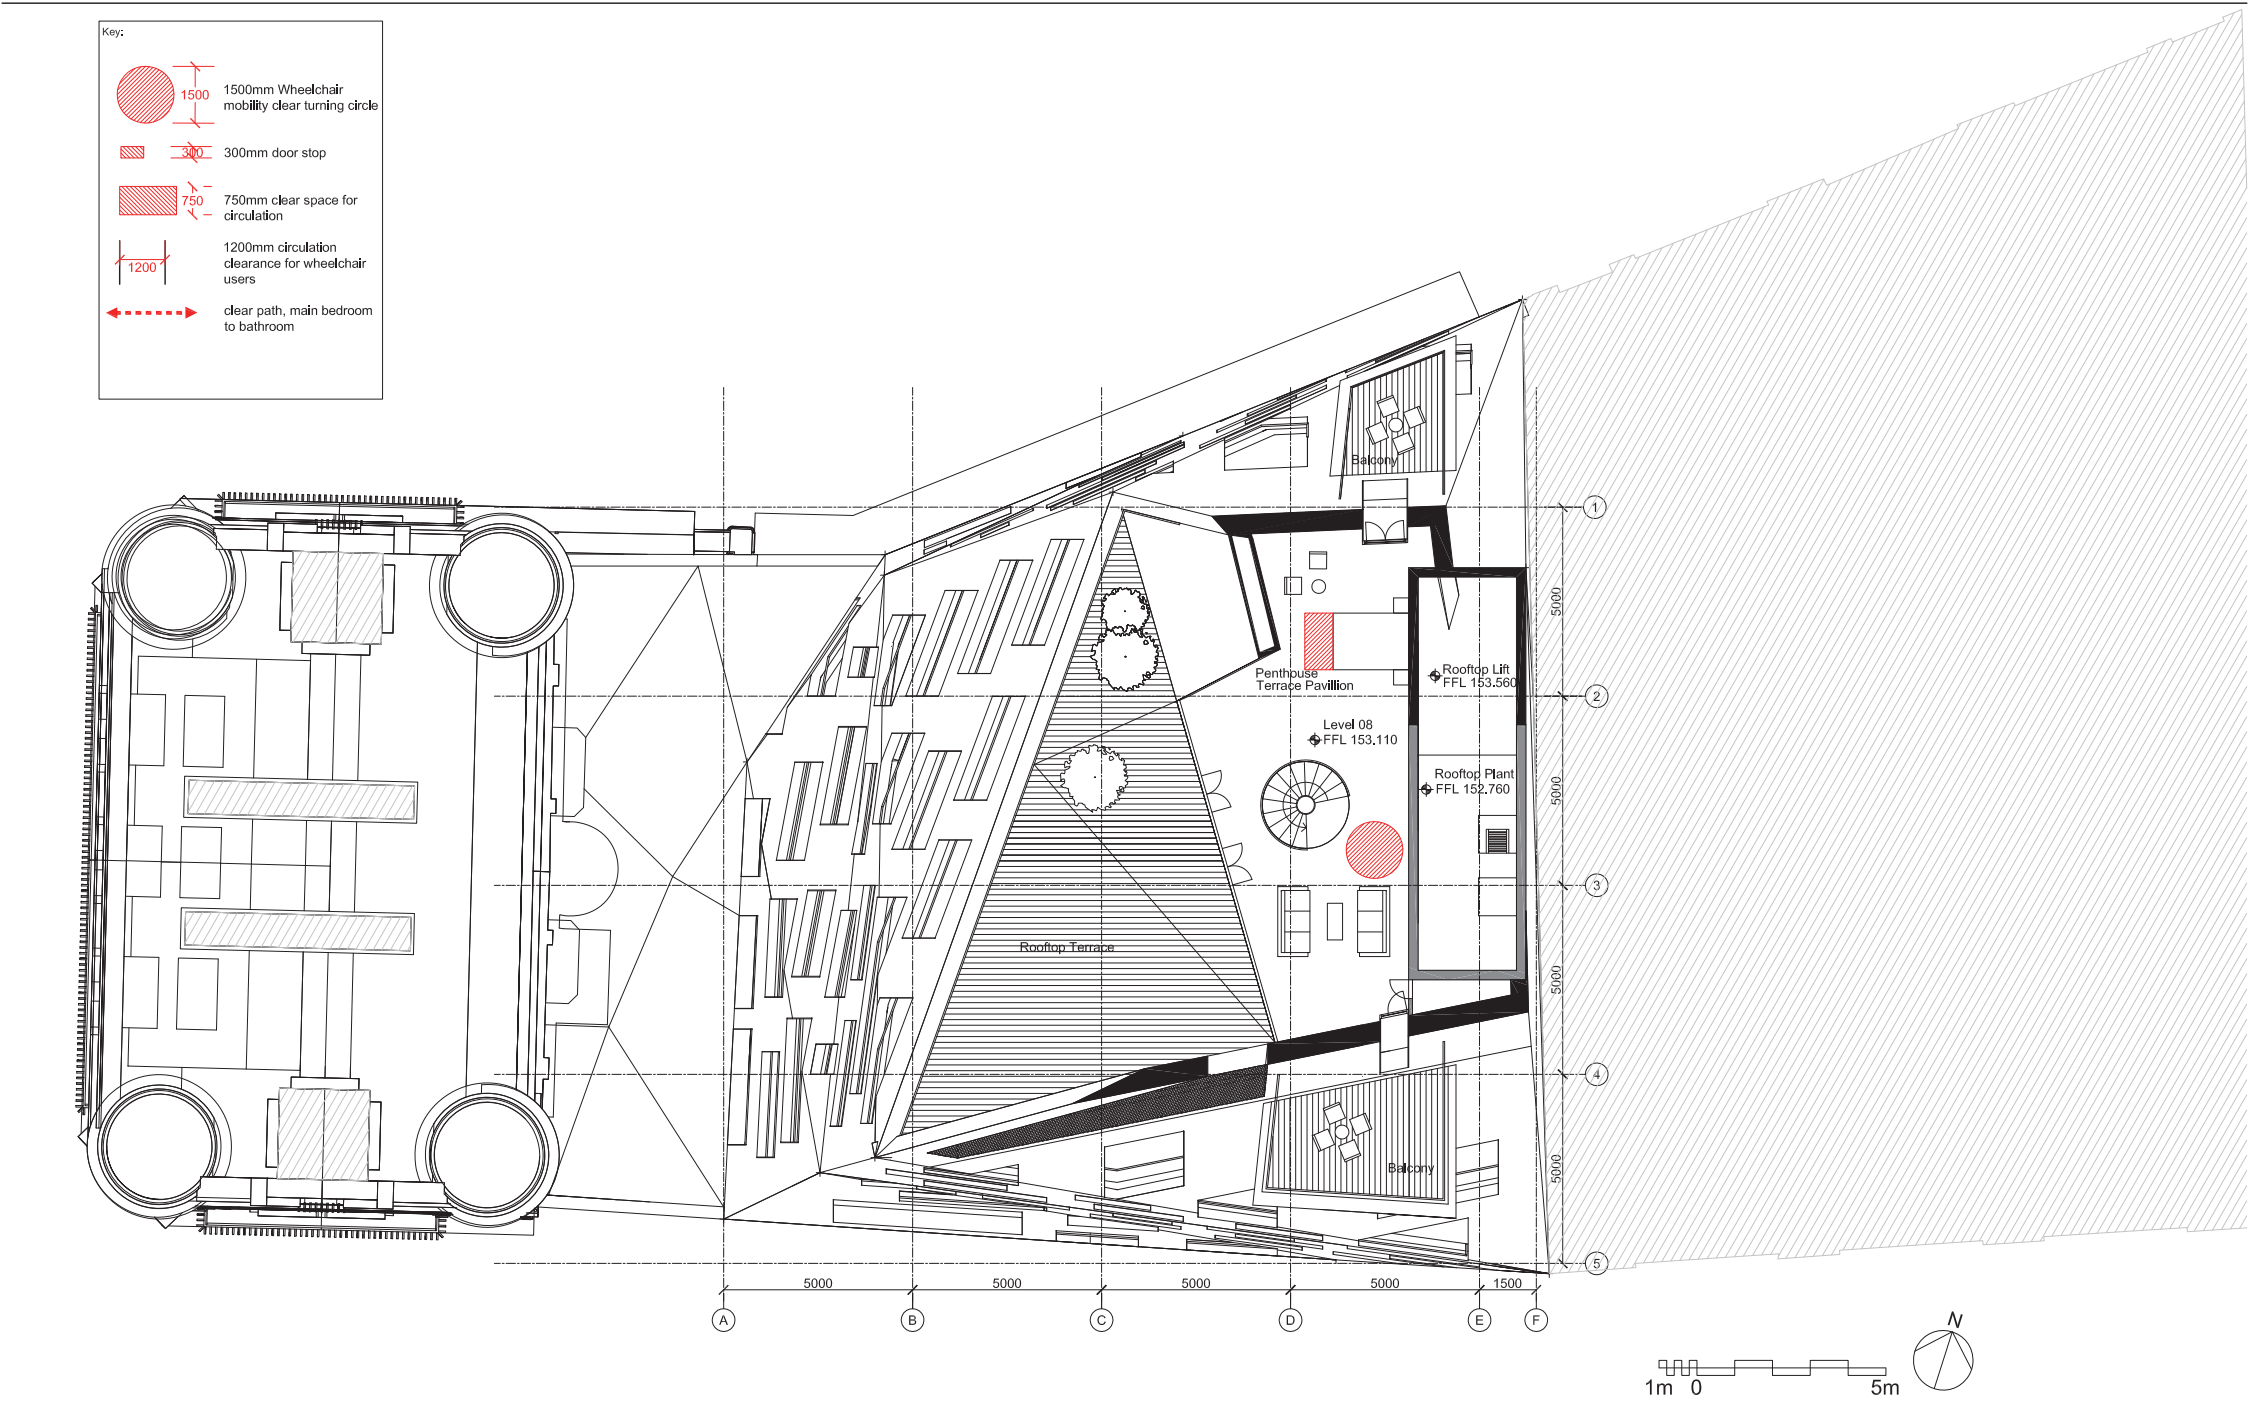 Key:
1500
1500mm Wheelchair
mobility clear turning circle
300
300mm door stop
750
750mm clear space for
circulation
1200
1200mm circulation
clearance for wheelchair
users
clear path, main bedroom
to bathroom
Balcony
1
5000
Rooftop Lift
FFL 153.560
Penthouse
Terrace Pavillion
2
Level 08
FFL 153.110
Rooftop Plant
FFL 152.760
5000
3
Rooftop Terrace
5000
4
Balcony
5000
5
5000
5000
5000
5000
1500
A
B
C
D
E
F
N
1m
0
5m